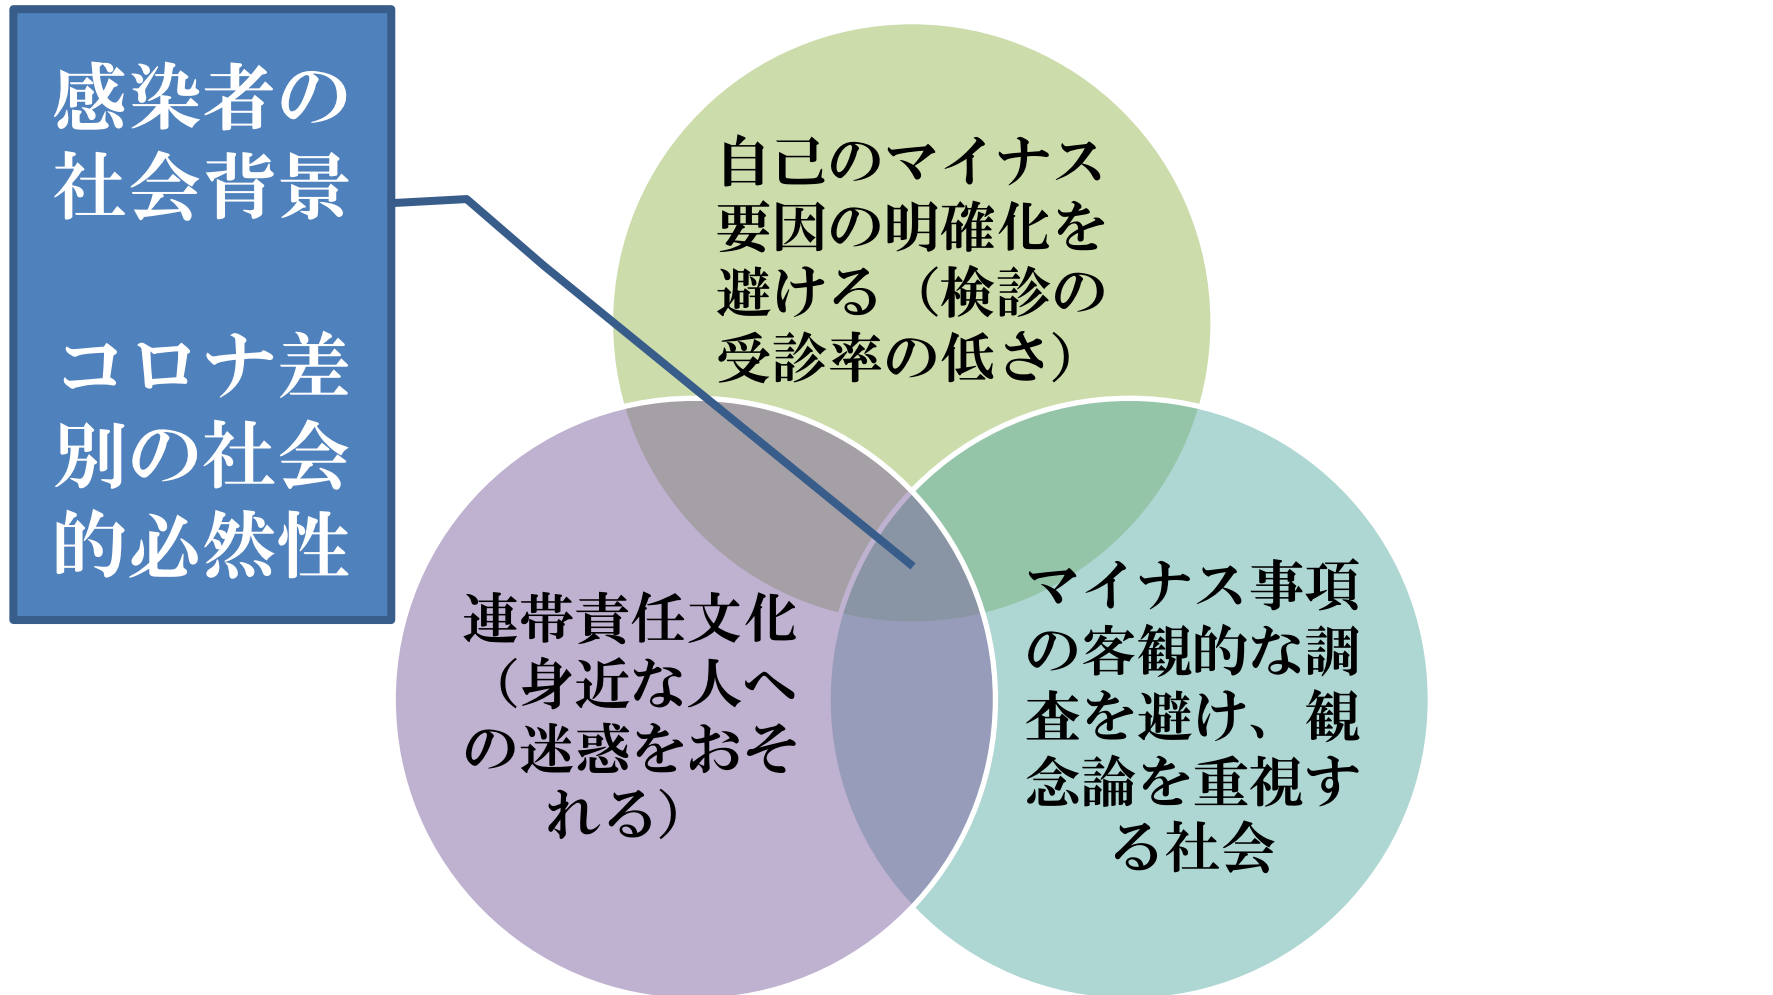 感染者の
社会背景
コロナ差
別の社会
的必然性
自己のマイナス
要因の明確化を
避ける（検診の
受診率の低さ）
連帯責任文化
（身近な人へ
の迷惑をおそ
れる）
マイナス事項
の客観的な調
査を避け、観
念論を重視す
る社会